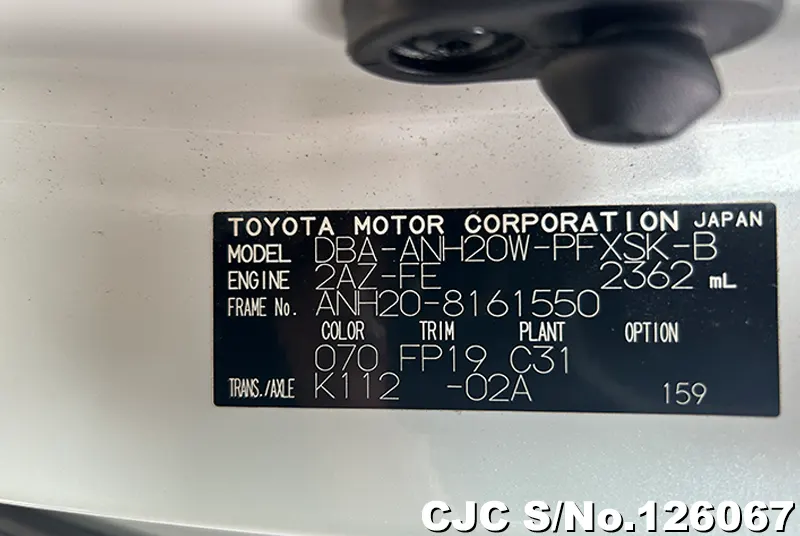 TOYOTA MOTOR CORPORATION JAPAN
MODEL DBA-ANH20W-PFXSK-B
ENGINE 2AZ-FE 2362 mL
FRAME No. ANH20-8161550
COLOR TRIM PLANT OPTION
070 FP19 C31
TRANS./AXLE K112 -02A 159
CJC S/No.126067